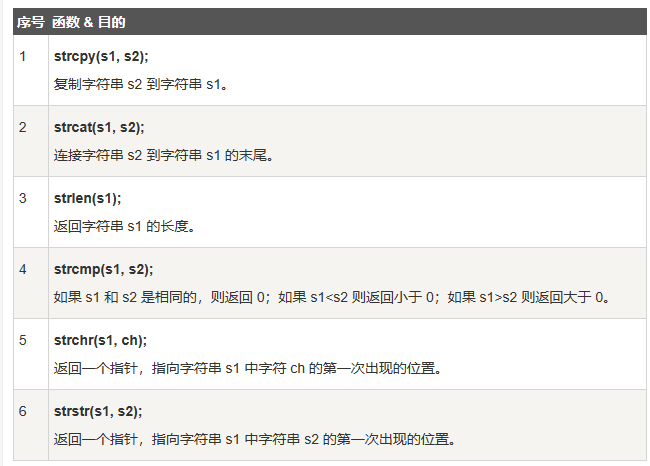 序号 函数 & 目的
1 strcpy(s1, s2);
复制字符串 s2 到字符串 s1。
2 strcat(s1, s2);
连接字符串 s2 到字符串 s1 的末尾。
3 strlen(s1);
返回字符串 s1 的长度。
4 strcmp(s1, s2);
如果 s1 和 s2 是相同的，则返回 0；如果 s1<s2 则返回小于 0；如果 s1>s2 则返回大于 0。
5 strchr(s1, ch);
返回一个指针，指向字符串 s1 中字符 ch 的第一次出现的位置。
6 strstr(s1, s2);
返回一个指针，指向字符串 s1 中字符串 s2 的第一次出现的位置。